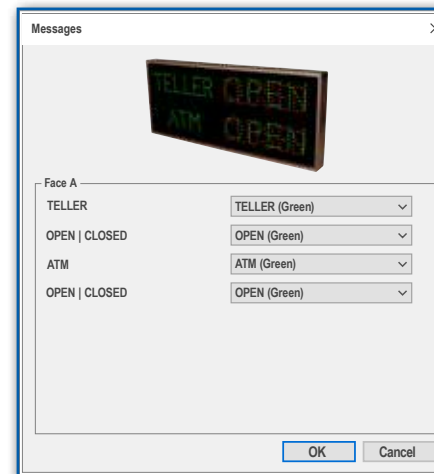 Messages
TELLER OPEN
ATM OPEN
Face A
TELLER TELLER (Green)
OPEN | CLOSED OPEN (Green)
ATM ATM (Green)
OPEN | CLOSED OPEN (Green)
OK Cancel